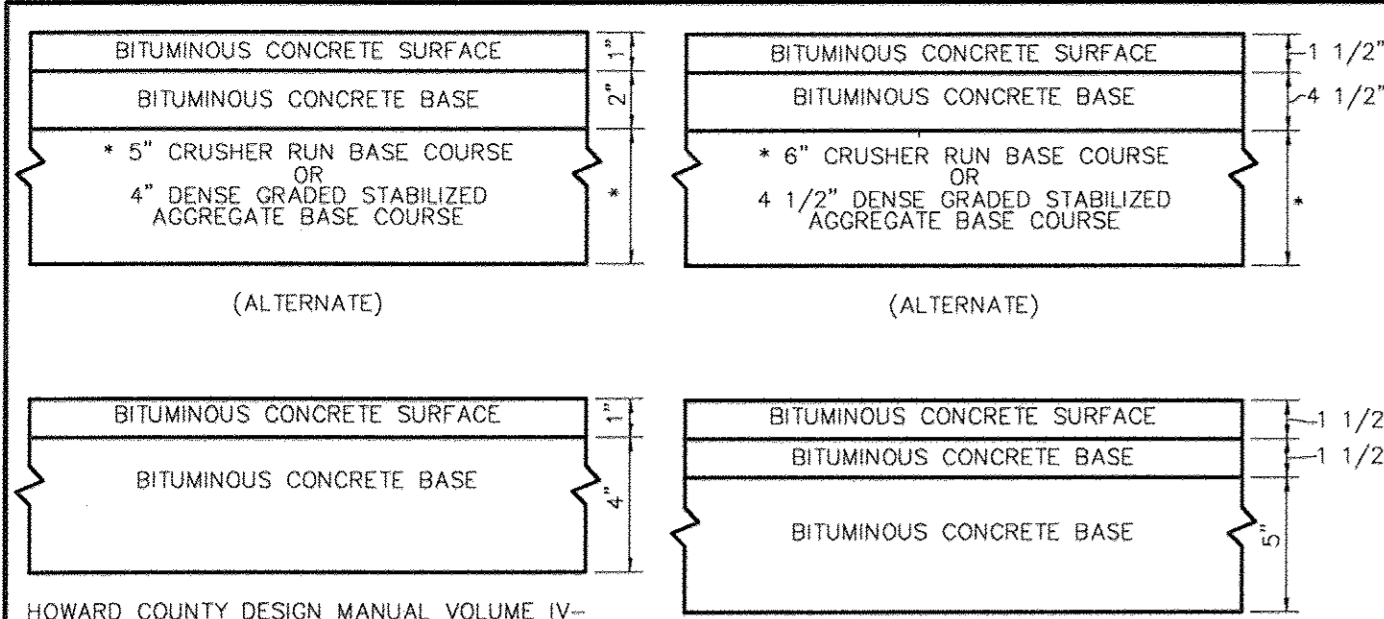 BITUMINOUS CONCRETE SURFACE
1"
BITUMINOUS CONCRETE BASE
2"
* 5" CRUSHER RUN BASE COURSE
OR
4" DENSE GRADED STABILIZED
AGGREGATE BASE COURSE
*
(ALTERNATE)
BITUMINOUS CONCRETE SURFACE
1 1/2"
BITUMINOUS CONCRETE BASE
4 1/2"
* 6" CRUSHER RUN BASE COURSE
OR
4 1/2" DENSE GRADED STABILIZED
AGGREGATE BASE COURSE
*
(ALTERNATE)
BITUMINOUS CONCRETE SURFACE
1"
BITUMINOUS CONCRETE BASE
4"
HOWARD COUNTY DESIGN MANUAL VOLUME IV-
BITUMINOUS CONCRETE SURFACE
1 1/2
BITUMINOUS CONCRETE BASE
1 1/2
BITUMINOUS CONCRETE BASE
5"